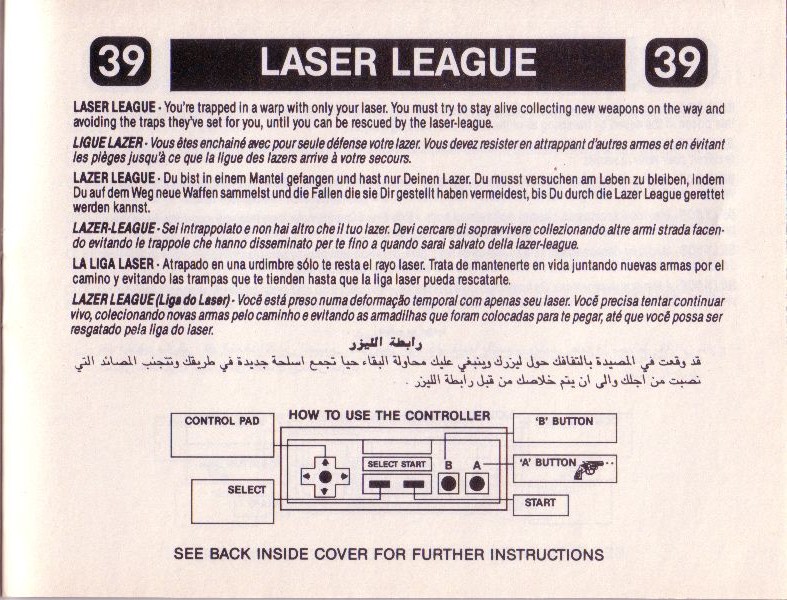 39 LASER LEAGUE 39
LASER LEAGUE - You're trapped in a warp with only your laser. You must try to stay alive collecting new weapons on the way and
avoiding the traps they've set for you, until you can be rescued by the laser-league.
LIGUE LAZER - Vous êtes enchainé avec pour seule défense votre lazer. Vous devez resister en attrappant d'autres armes et en évitant
les pièges jusqu'à ce que la ligue des lazers arrive à votre secours.
LAZER LEAGUE - Du bist in einem Mantel gefangen und hast nur Deinen Lazer. Du musst versuchen am Leben zu bleiben, indem
Du auf dem Weg neue Waffen sammelst und die Fallen die sie Dir gestellt haben vermeidest, bis Du durch die Lazer League gerettet
werden kannst.
LAZER-LEAGUE - Sei intrappolato e non hai altro che il tuo lazer. Devi cercare di sopravvivere collezionando altre armi strada facen-
do evitando le trappole che hanno disseminato per te fino a quando sarai salvato della lazer-league.
LA LIGA LASER - Atrapado en una urdimbre sólo te resta el rayo laser. Trata de mantenerte en vida juntando nuevas armas por el
camino y evitando las trampas que te tienden hasta que la liga laser pueda rescatarte.
LAZER LEAGUE (Liga do Laser) - Você está preso numa deformação temporal com apenas seu laser. Você precisa tentar continuar
vivo, colecionando novas armas pelo caminho e evitando as armadilhas que foram colocadas para te pegar, até que você possa ser
resgatado pela liga do laser.
رابطة الليزر
قد وقعت في المصيدة بالتفافك حول ليزرك وينبغي عليك محاولة البقاء حيا تجمع اسلحة جديدة في طريقك وتتجنب المصائد التي
نصبت من أجلك والى ان يتم خلاصك من قبل رابطة الليزر .
HOW TO USE THE CONTROLLER
CONTROL PAD
'B' BUTTON
SELECT START B A
'A' BUTTON
SELECT
START
SEE BACK INSIDE COVER FOR FURTHER INSTRUCTIONS